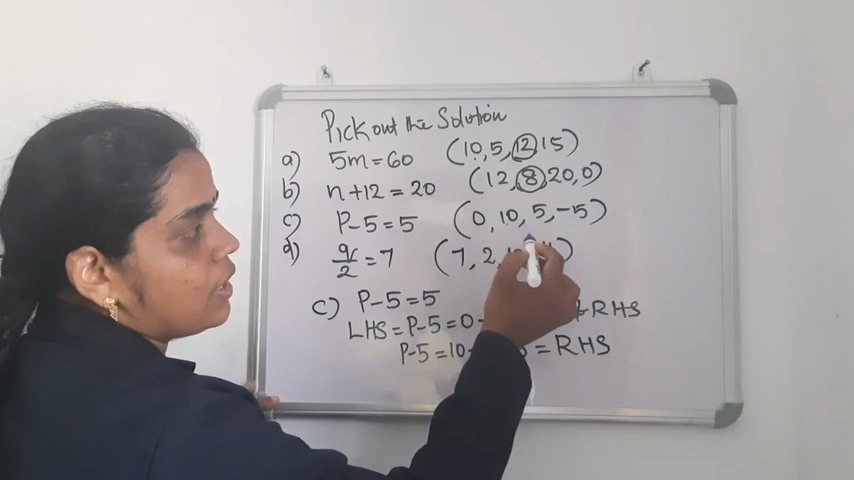 Pick out the Solution
a) 5m=60 (10,5,12,15)
b) n+12=20 (12,8,20,0)
c) P-5=5 (0,10,5,-5)
d) q/2=7 (7,2,
c) P-5=5
LHS=P-5=0- ≠RHS
P-5=10- =RHS